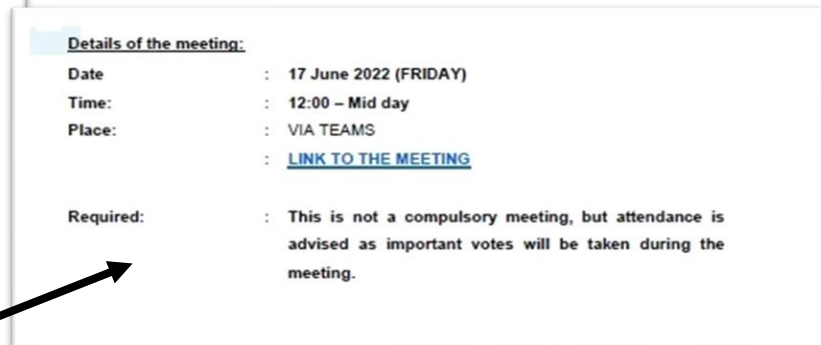 Details of the meeting:
Date : 17 June 2022 (FRIDAY)
Time: : 12:00 – Mid day
Place: : VIA TEAMS
: LINK TO THE MEETING
Required: : This is not a compulsory meeting, but attendance is
advised as important votes will be taken during the
meeting.